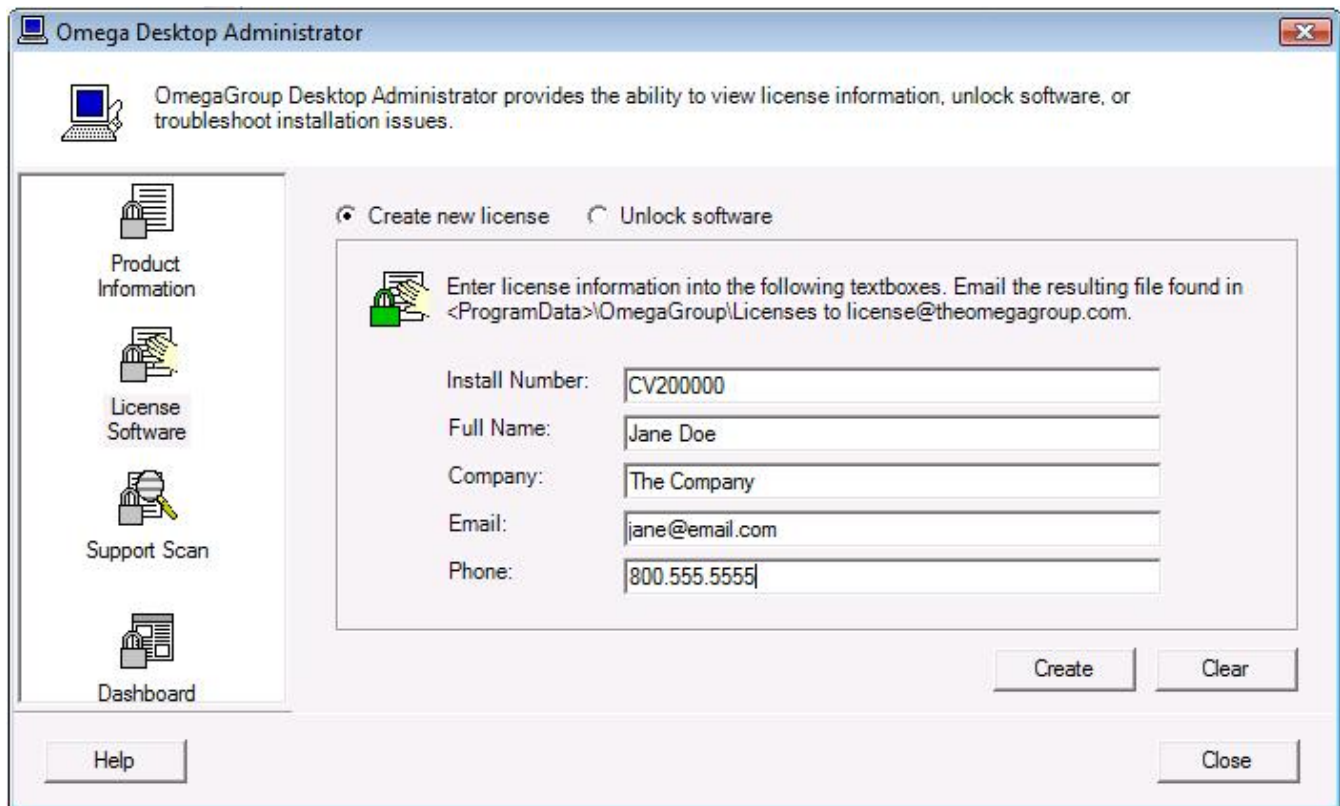 Omega Desktop Administrator
OmegaGroup Desktop Administrator provides the ability to view license information, unlock software, or
troubleshoot installation issues.
Product
Information
License
Software
Support Scan
Dashboard
Create new license
Unlock software
Enter license information into the following textboxes. Email the resulting file found in
<ProgramData>\OmegaGroup\Licenses to license@theomegagroup.com.
Install Number: CV200000
Full Name: Jane Doe
Company: The Company
Email: jane@email.com
Phone: 800.555.5555
Create
Clear
Help
Close